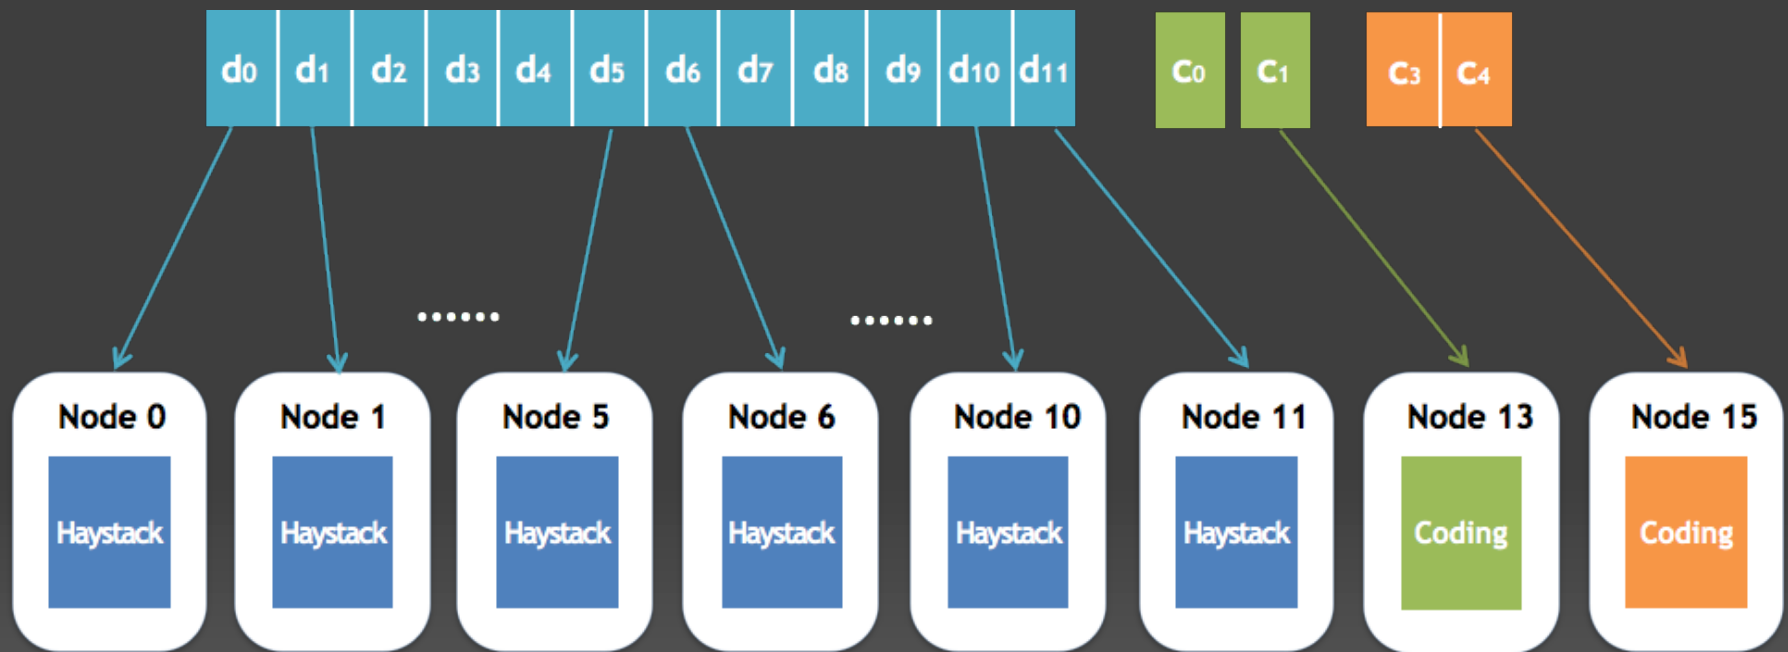 d0 d1 d2 d3 d4 d5 d6 d7 d8 d9 d10 d11 C0 C1 C3 C4
...... ......
Node 0 Node 1 Node 5 Node 6 Node 10 Node 11 Node 13 Node 15
Haystack Haystack Haystack Haystack Haystack Haystack Coding Coding